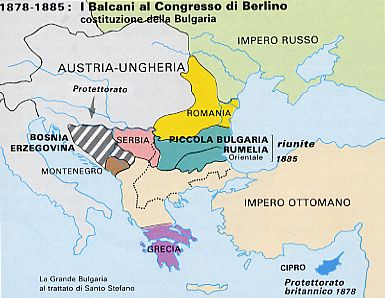 1878-1885: I Balcani al Congresso di Berlino
costituzione della Bulgaria
IMPERO RUSSO
AUSTRIA-UNGHERIA
Protettorato
ROMANIA
BOSNIA
ERZEGOVINA
SERBIA
PICCOLA BULGARIA
RUMELIA
Orientale
riunite
1885
MONTENEGRO
IMPERO OTTOMANO
GRECIA
CIPRO
Protettorato
britannico 1878
La Grande Bulgaria
al trattato di Santo Stefano